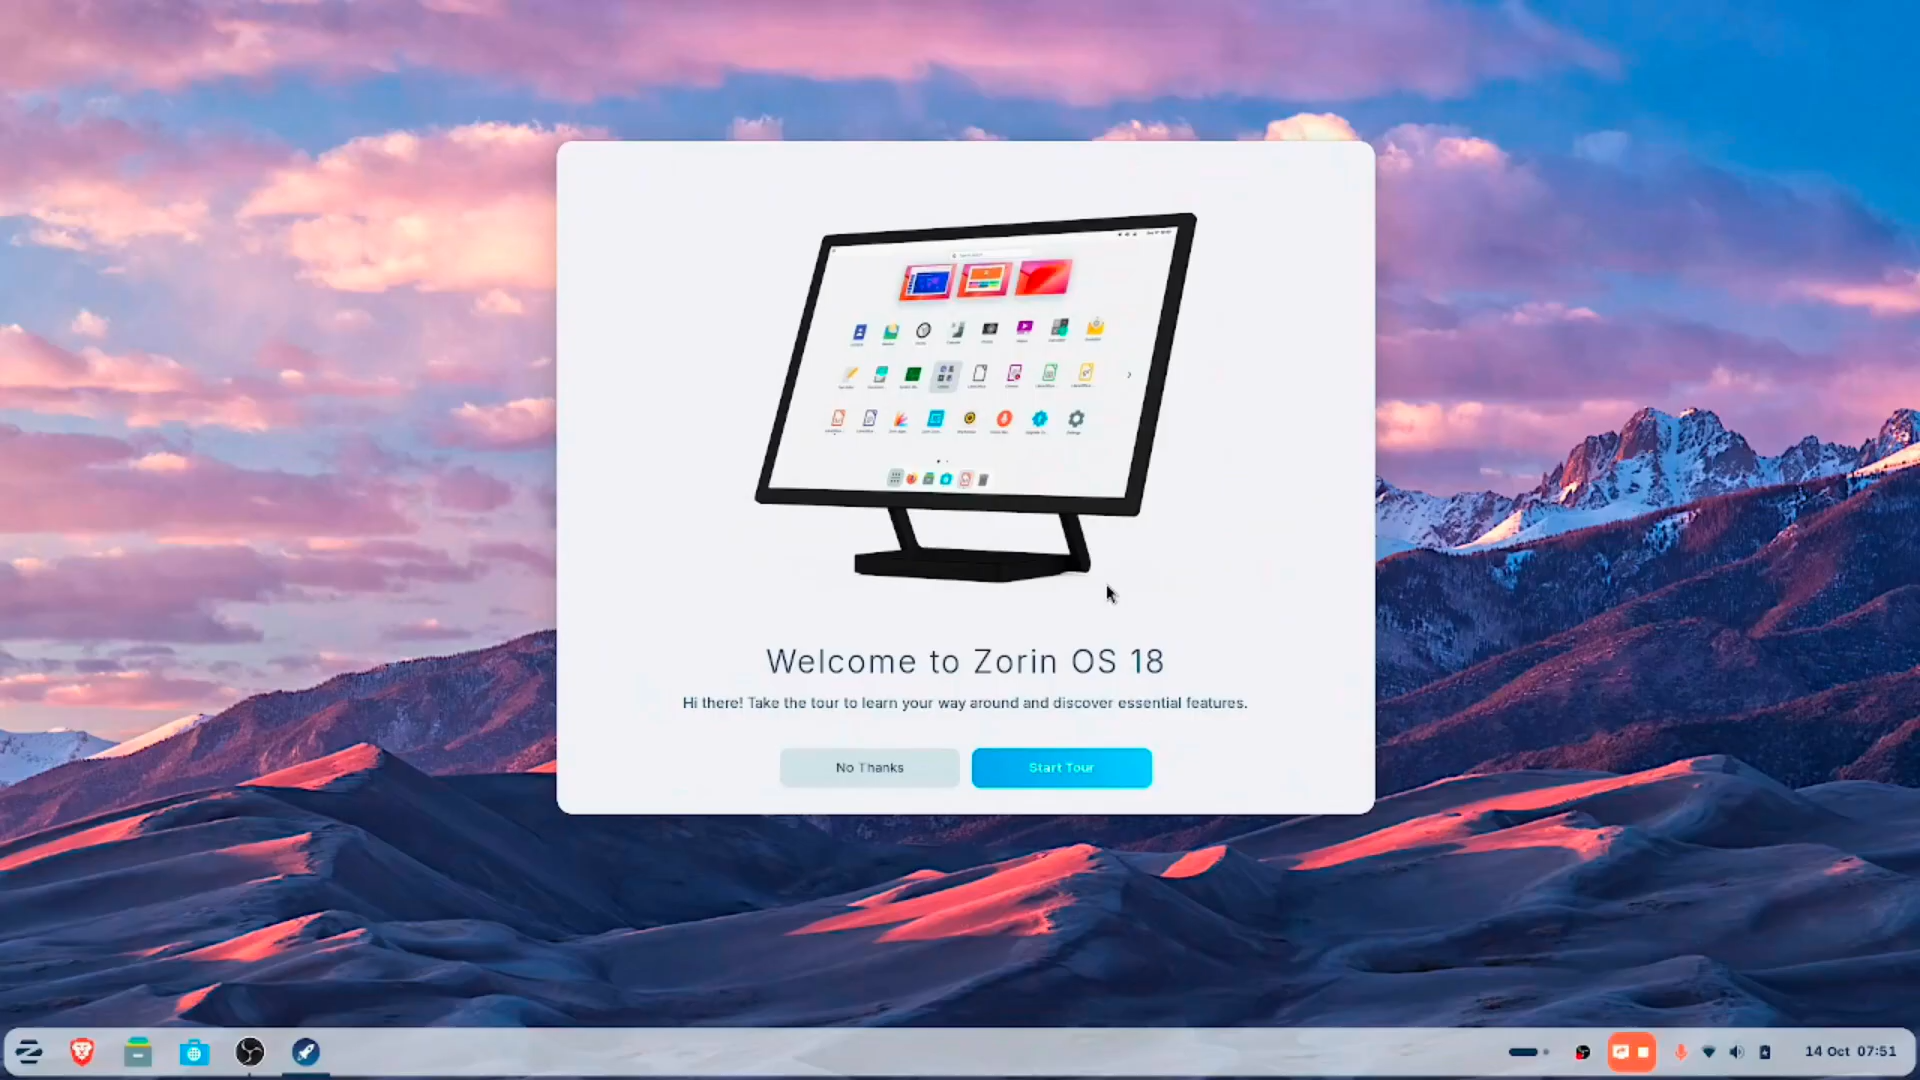 Welcome to Zorin OS 18
Hi there! Take the tour to learn your way around and discover essential features.
No Thanks
Start Tour
14 Oct 07:51